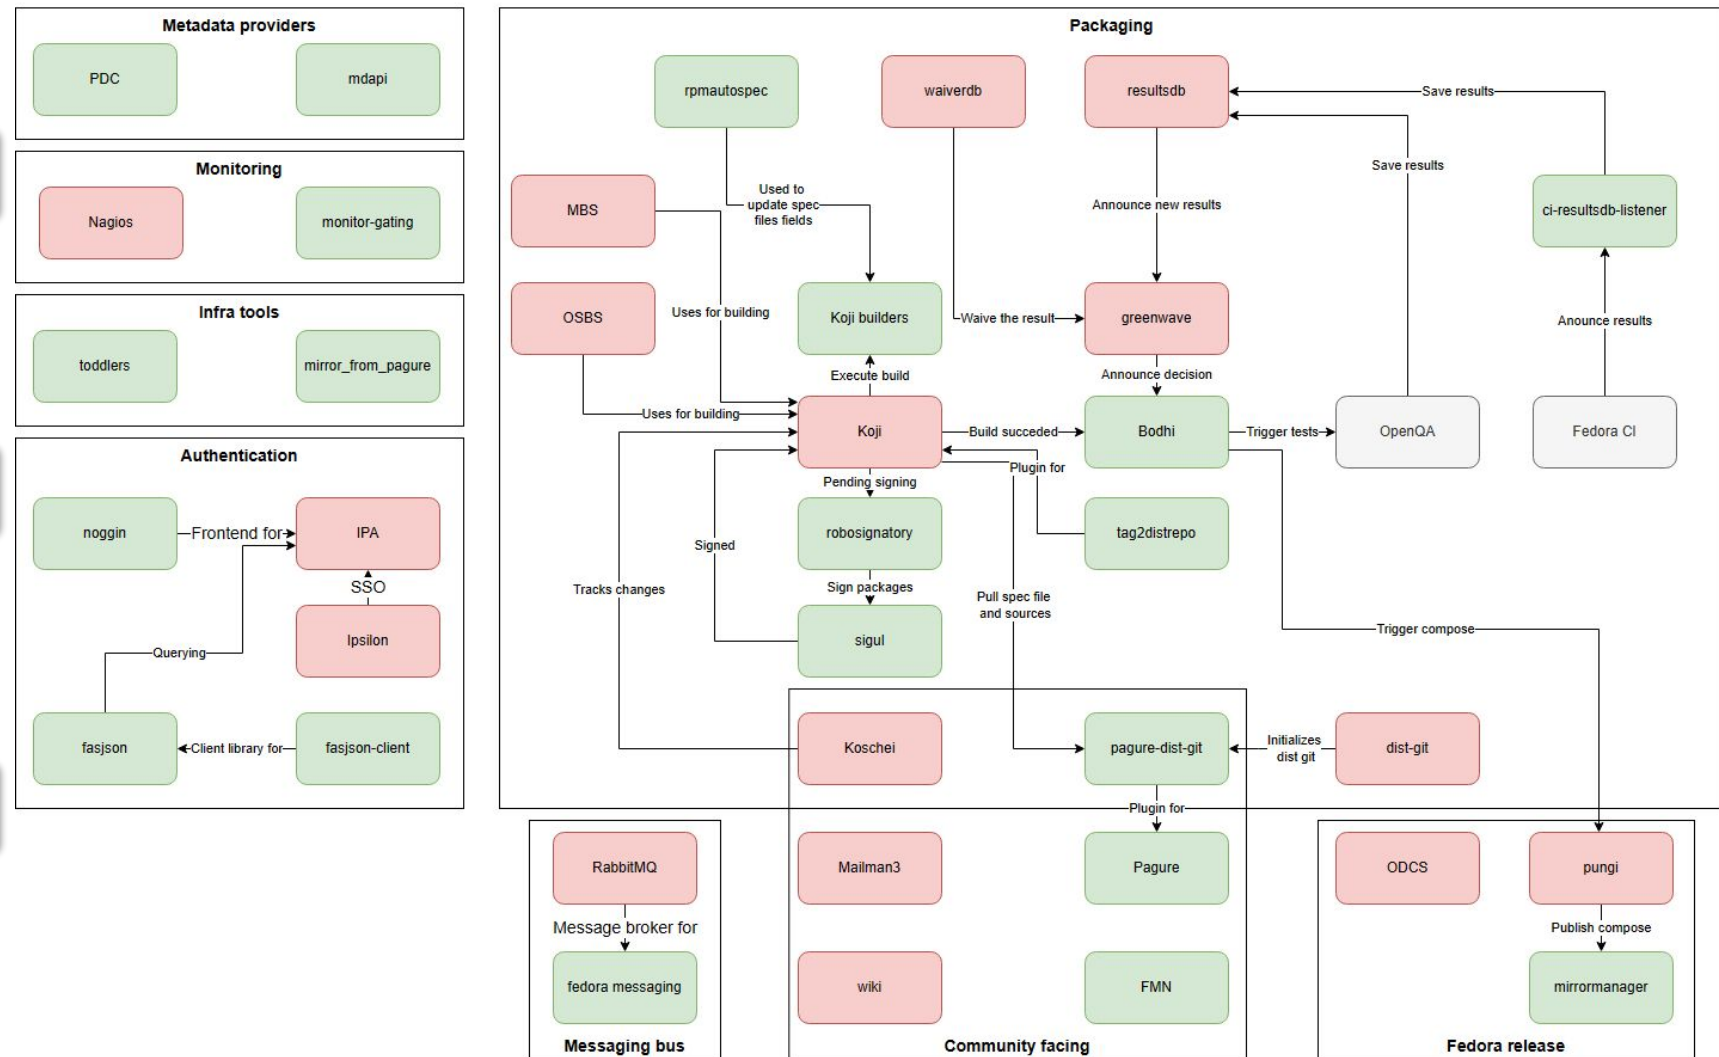 Metadata providers
PDC
mdapi
Monitoring
Nagios
monitor-gating
Infra tools
toddlers
mirror_from_pagure
Authentication
noggin
Frontend for
IPA
SSO
Ipsilon
Querying
fasjson
Client library for
fasjson-client
Packaging
rpmautospec
waiverdb
resultsdb
Save results
Save results
Used to
update spec
files fields
MBS
Announce new results
ci-resultsdb-listener
OSBS
Uses for building
Koji builders
Waive the result
greenwave
Anounce results
Execute build
Announce decision
Uses for building
Koji
Build succeded
Bodhi
Trigger tests
OpenQA
Fedora CI
Plugin for
Pending signing
robosignatory
tag2distrepo
Signed
Tracks changes
Sign packages
Pull spec file
and sources
sigul
Trigger compose
Koschei
pagure-dist-git
Initializes
dist git
dist-git
Plugin for
RabbitMQ
Message broker for
fedora messaging
Messaging bus
Mailman3
Pagure
wiki
FMN
Community facing
ODCS
pungi
Publish compose
mirrormanager
Fedora release